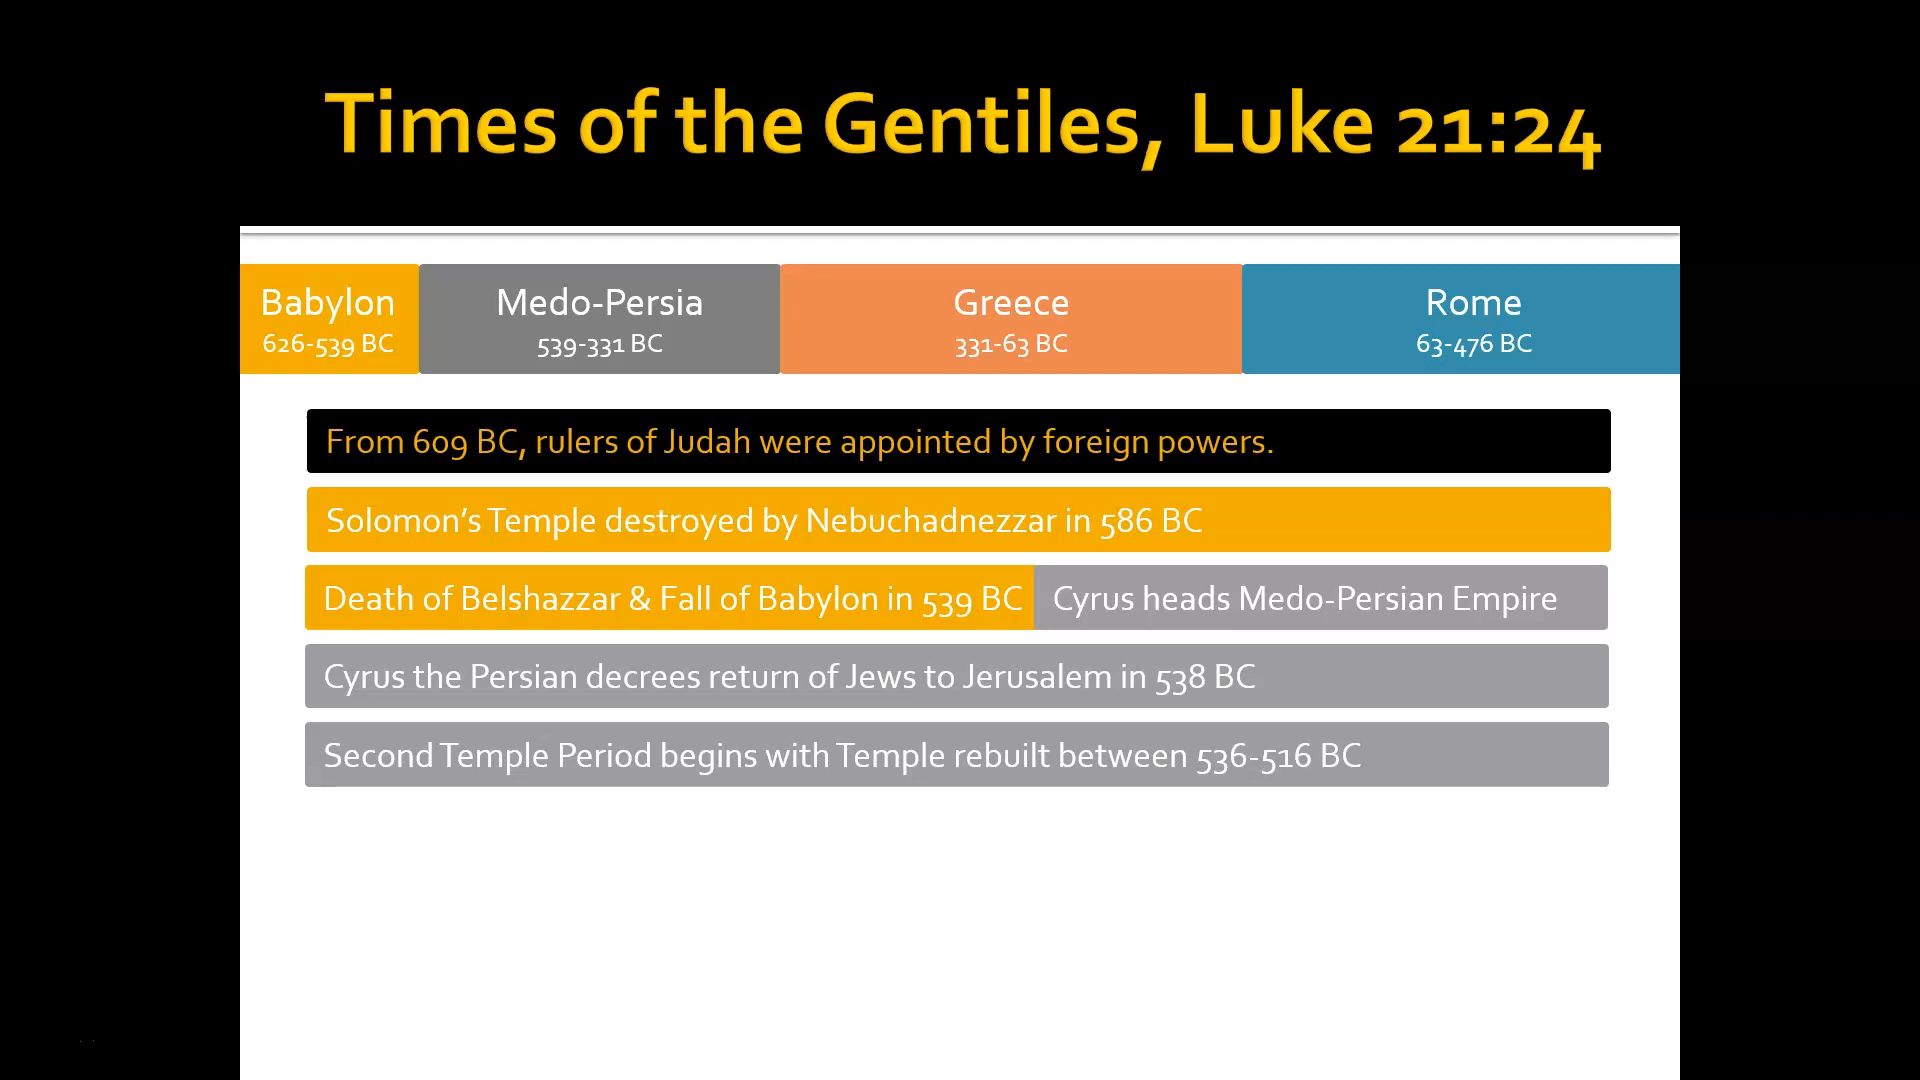 Times of the Gentiles, Luke 21:24
Babylon
626-539 BC
Medo-Persia
539-331 BC
Greece
331-63 BC
Rome
63-476 BC
From 609 BC, rulers of Judah were appointed by foreign powers.
Solomon’s Temple destroyed by Nebuchadnezzar in 586 BC
Death of Belshazzar & Fall of Babylon in 539 BC
Cyrus heads Medo-Persian Empire
Cyrus the Persian decrees return of Jews to Jerusalem in 538 BC
Second Temple Period begins with Temple rebuilt between 536-516 BC